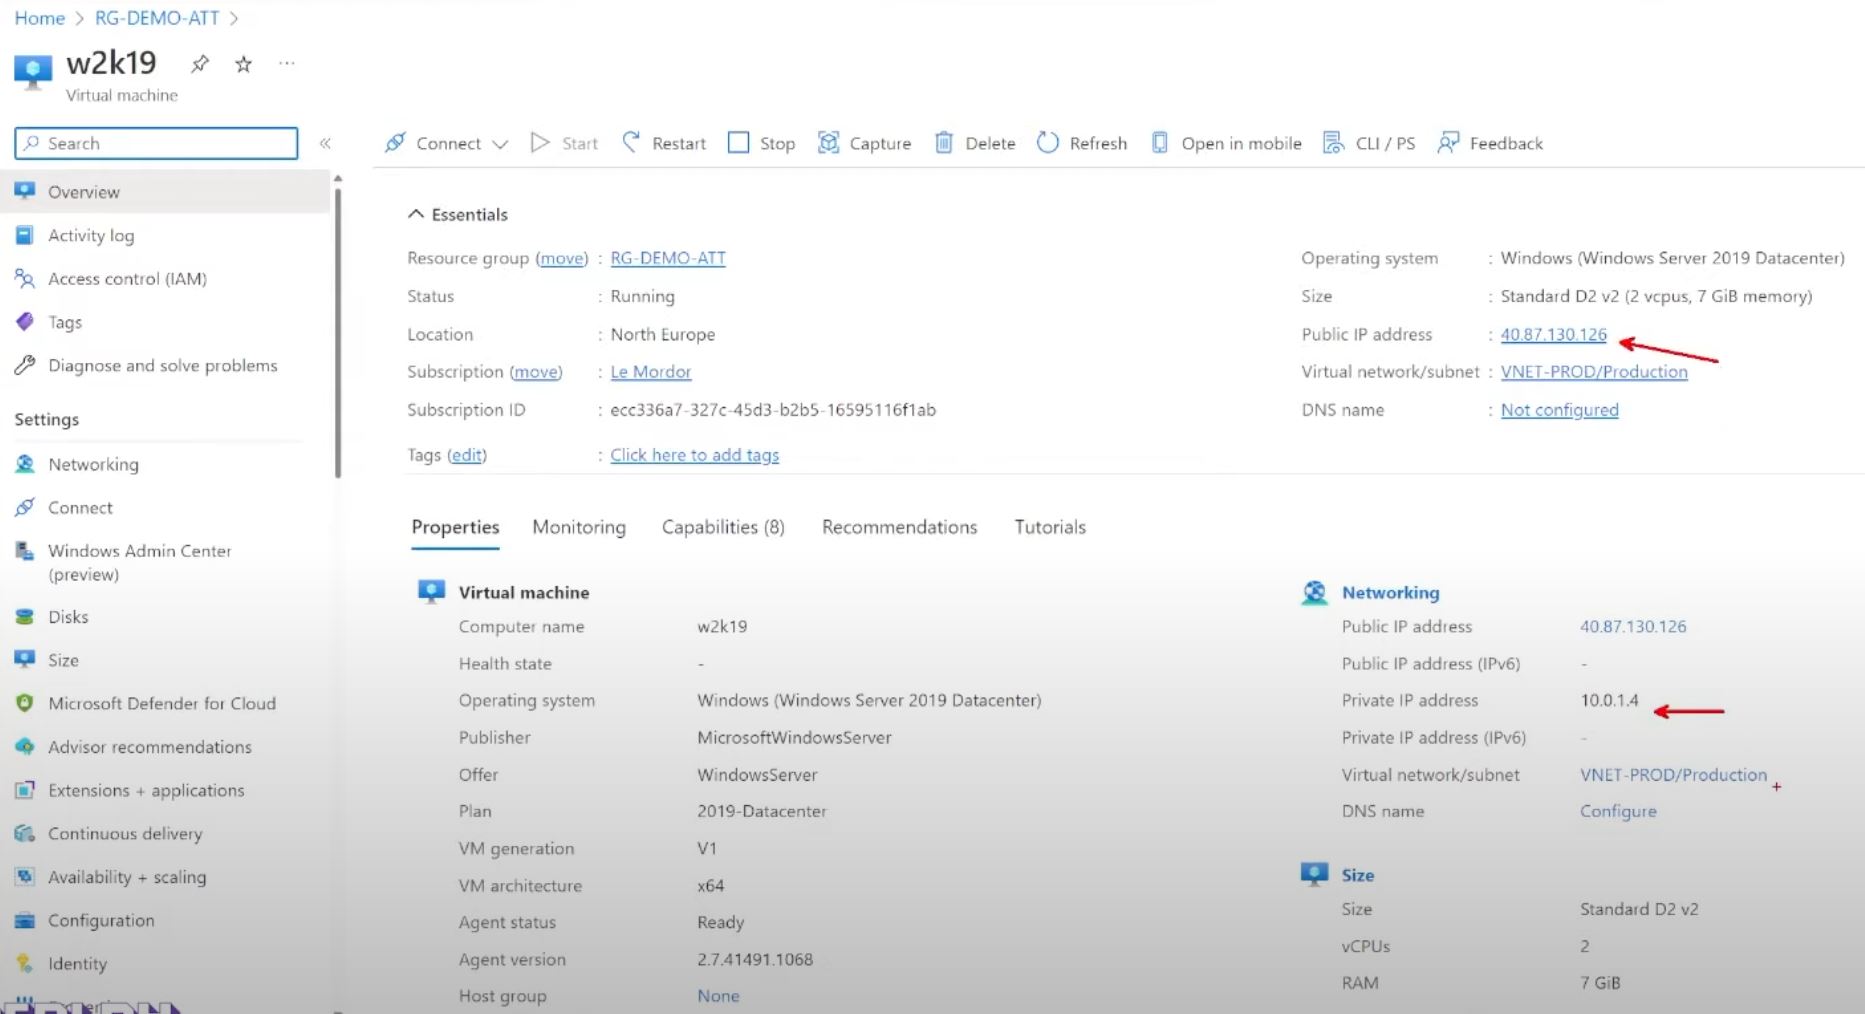 Home > RG-DEMO-ATT >
w2k19
Virtual machine
Search
Overview
Activity log
Access control (IAM)
Tags
Diagnose and solve problems
Settings
Networking
Connect
Windows Admin Center
(preview)
Disks
Size
Microsoft Defender for Cloud
Advisor recommendations
Extensions + applications
Continuous delivery
Availability + scaling
Configuration
Identity
Connect Start Restart Stop Capture Delete Refresh Open in mobile CLI / PS Feedback
Essentials
Resource group (move) : RG-DEMO-ATT
Status : Running
Location : North Europe
Subscription (move) : Le Mordor
Subscription ID : ecc336a7-327c-45d3-b2b5-16595116f1ab
Tags (edit) : Click here to add tags
Operating system : Windows (Windows Server 2019 Datacenter)
Size : Standard D2 v2 (2 vcpus, 7 GiB memory)
Public IP address : 40.87.130.126
Virtual network/subnet : VNET-PROD/Production
DNS name : Not configured
Properties Monitoring Capabilities (8) Recommendations Tutorials
Virtual machine
Computer name w2k19
Health state -
Operating system Windows (Windows Server 2019 Datacenter)
Publisher MicrosoftWindowsServer
Offer WindowsServer
Plan 2019-Datacenter
VM generation V1
VM architecture x64
Agent status Ready
Agent version 2.7.41491.1068
Host group None
Networking
Public IP address 40.87.130.126
Public IP address (IPv6) -
Private IP address 10.0.1.4
Private IP address (IPv6) -
Virtual network/subnet VNET-PROD/Production
DNS name Configure
Size
Size Standard D2 v2
vCPUs 2
RAM 7 GiB